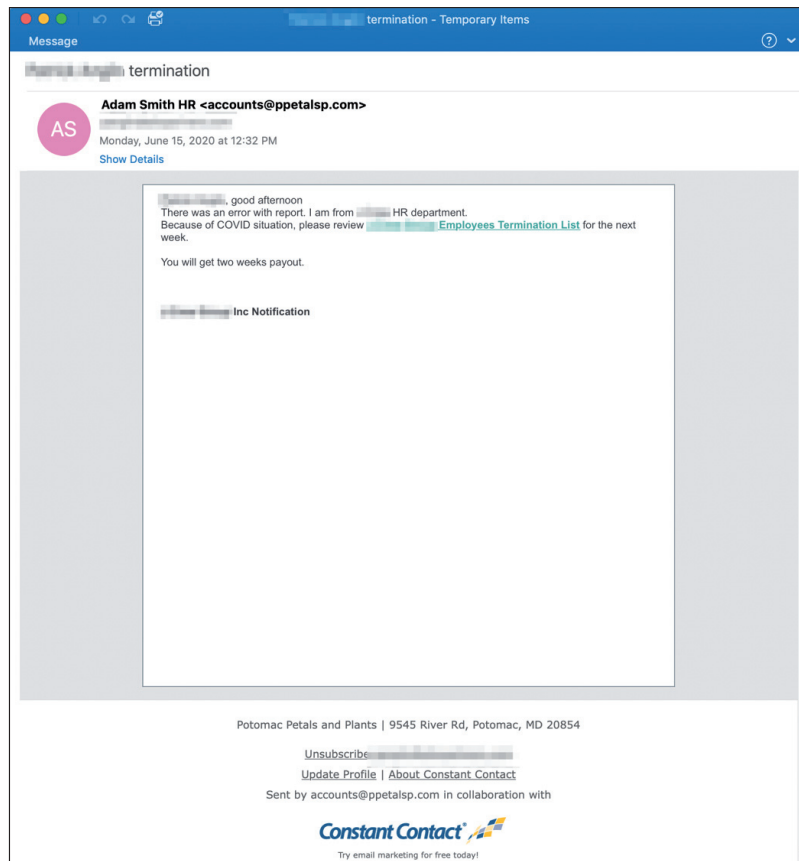 termination - Temporary Items
Message
termination
AS
Adam Smith HR <accounts@ppetalsp.com>
Monday, June 15, 2020 at 12:32 PM
Show Details
, good afternoon
There was an error with report. I am from HR department.
Because of COVID situation, please review Employees Termination List for the next
week.
You will get two weeks payout.
Inc Notification
Potomac Petals and Plants | 9545 River Rd, Potomac, MD 20854
Unsubscribe
Update Profile | About Constant Contact
Sent by accounts@ppetalsp.com in collaboration with
Constant Contact®
Try email marketing for free today!